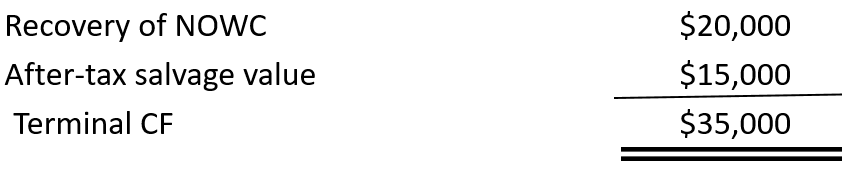 Recovery of NOWC $20,000
After-tax salvage value $15,000
Terminal CF $35,000